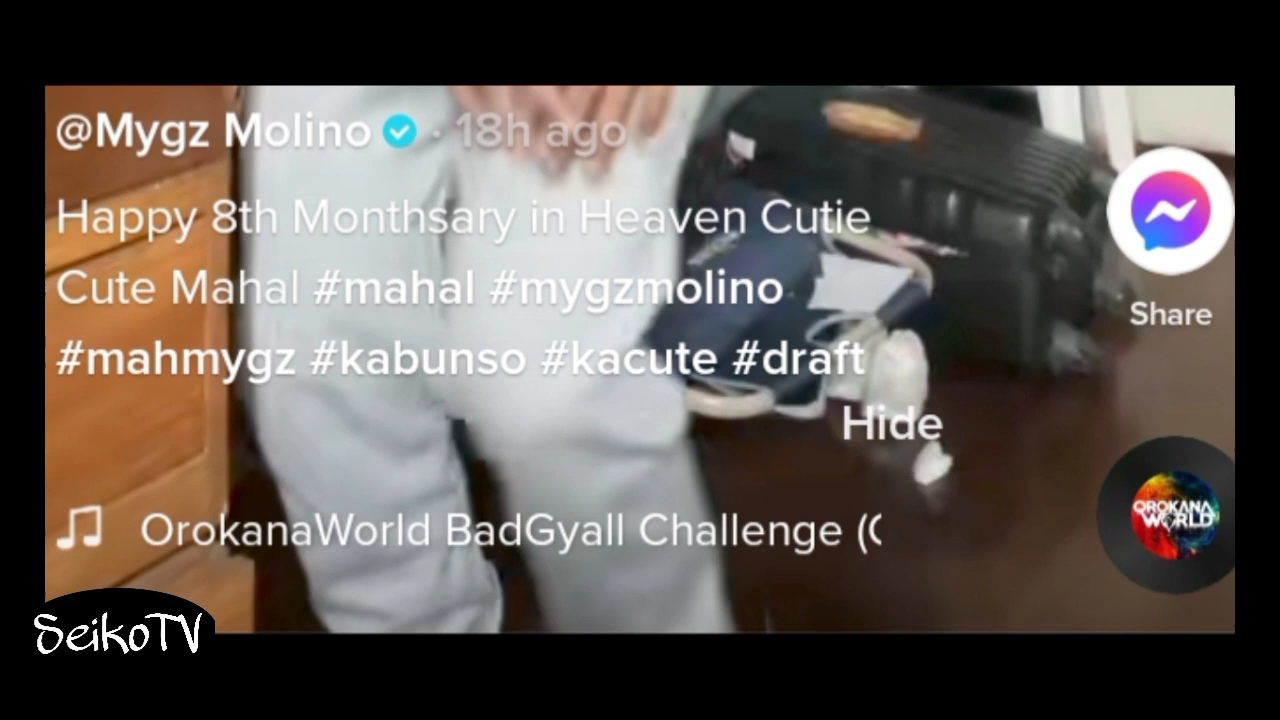 @Mygz Molino · 18h ago
Happy 8th Monthsary in Heaven Cutie
Cute Mahal #mahal #mygzmolino
#mahmygz #kabunso #kacute #draft
Hide
Share
OrokanaWorld BadGyall Challenge ((
OROKANA
WORLD
SeikoTV